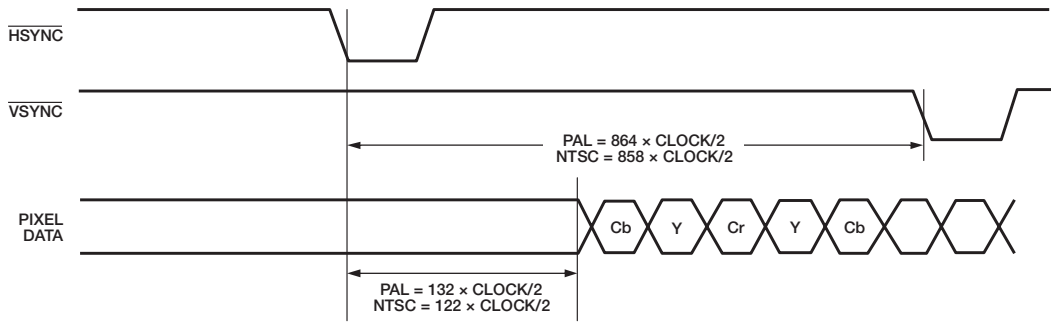 HSYNC
VSYNC
PAL = 864 × CLOCK/2
NTSC = 858 × CLOCK/2
PIXEL
DATA
Cb
Y
Cr
Y
Cb
PAL = 132 × CLOCK/2
NTSC = 122 × CLOCK/2